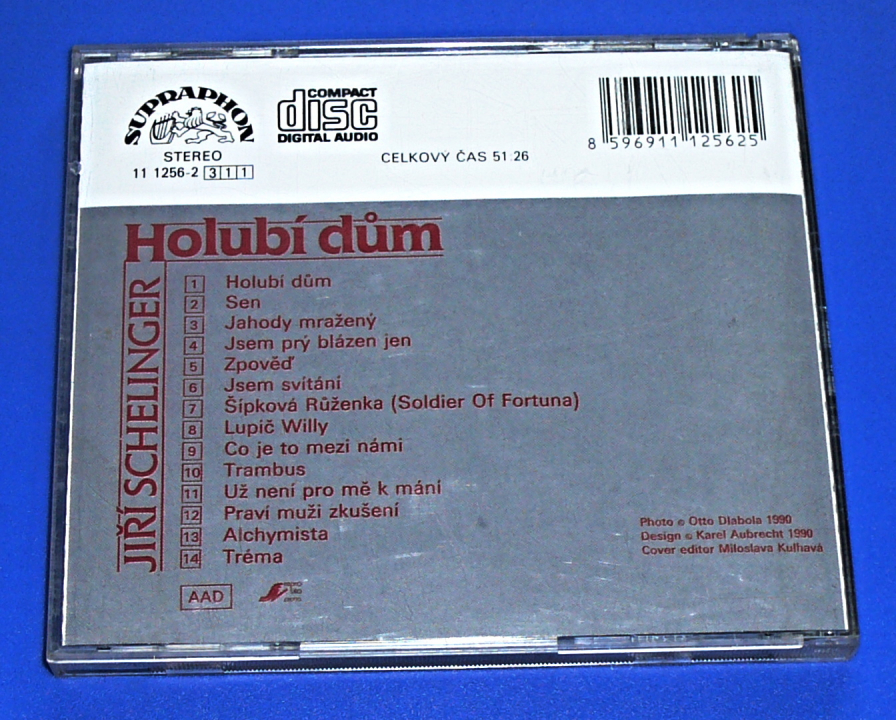 SUPRAPHON
STEREO
11 1256-2 311
COMPACT
disc
DIGITAL AUDIO
CELKOVÝ ČAS 51.26
8 596911 125625
Holubí dům
JIŘÍ SCHELINGER
1 Holubí dům
2 Sen
3 Jahody mražený
4 Jsem prý blázen jen
5 Zpověď
6 Jsem svítání
7 Šípková Růženka (Soldier Of Fortuna)
8 Lupič Willy
9 Co je to mezi námi
10 Trambus
11 Už není pro mě k mání
12 Praví muži zkušení
13 Alchymista
14 Tréma
Photo © Otto Dlabola 1990
Design © Karel Aubrecht 1990
Cover editor Miloslava Kulhavá
AAD